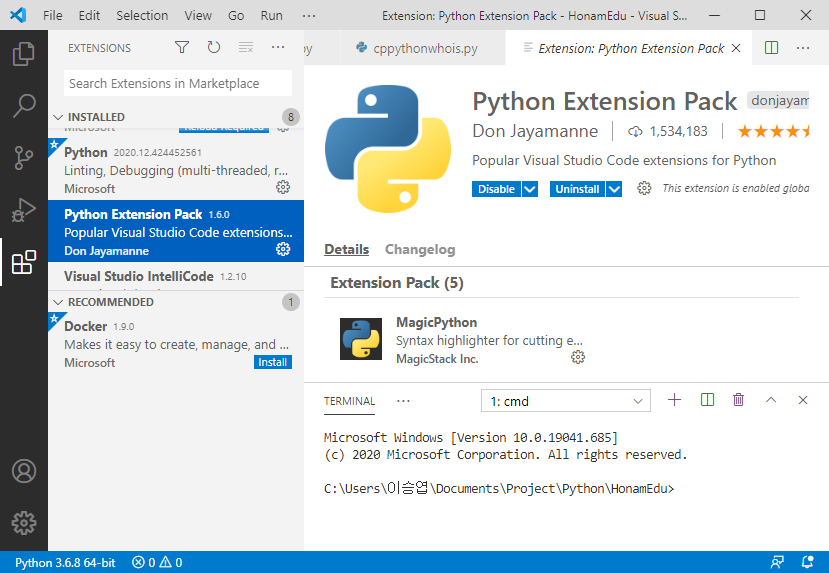 File Edit Selection View Go Run ··· Extension: Python Extension Pack - HonamEdu - Visual S...
EXTENSIONS ···
py cppythonwhois.py Extension: Python Extension Pack ···
Search Extensions in Marketplace
INSTALLED 8
Microsoft Reload Required
Python 2020.12.424452561
Linting, Debugging (multi-threaded, r...
Microsoft
Python Extension Pack 1.6.0
Popular Visual Studio Code extensions...
Don Jayamanne
Visual Studio IntelliCode 1.2.10
RECOMMENDED 1
Docker 1.9.0
Makes it easy to create, manage, and ...
Microsoft Install
Python Extension Pack donjayam
Don Jayamanne 1,534,183
Popular Visual Studio Code extensions for Python
Disable Uninstall This extension is enabled globa
Details Changelog
Extension Pack (5)
MagicPython
Syntax highlighter for cutting e...
MagicStack Inc.
TERMINAL ··· 1: cmd
Microsoft Windows [Version 10.0.19041.685]
(c) 2020 Microsoft Corporation. All rights reserved.
C:\Users\이승엽\Documents\Project\Python\HonamEdu>
Python 3.6.8 64-bit 0 0